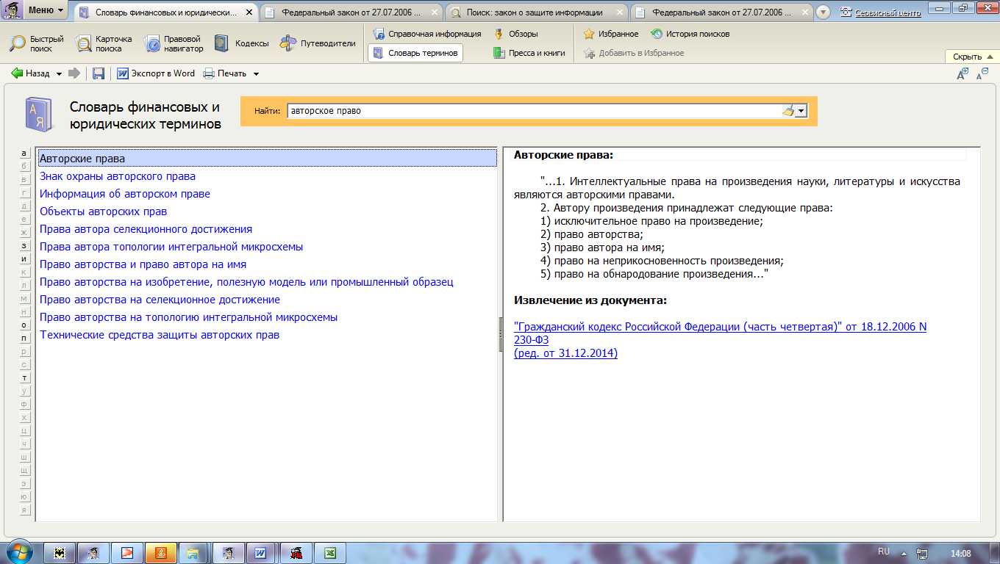 Меню
Словарь финансовых и юридически...
Федеральный закон от 27.07.2006 ...
Поиск: закон о защите информации
Федеральный закон от 27.07.2006 ...
Сервисный центр
Быстрый поиск
Карточка поиска
Правовой навигатор
Кодексы
Путеводители
Справочная информация
Обзоры
Словарь терминов
Пресса и книги
Избранное
История поисков
Добавить в Избранное
Скрыть
Назад
Экспорт в Word
Печать
Словарь финансовых и
юридических терминов
Найти:
авторское право
а
б
в
г
д
е
ж
з
и
к
л
м
н
о
п
р
с
т
у
ф
х
ц
ч
ш
щ
э
ю
я
Авторские права
Знак охраны авторского права
Информация об авторском праве
Объекты авторских прав
Права автора селекционного достижения
Права автора топологии интегральной микросхемы
Право авторства и право автора на имя
Право авторства на изобретение, полезную модель или промышленный образец
Право авторства на селекционное достижение
Право авторства на топологию интегральной микросхемы
Технические средства защиты авторских прав
Авторские права:
"...1. Интеллектуальные права на произведения науки, литературы и искусства
являются авторскими правами.
2. Автору произведения принадлежат следующие права:
1) исключительное право на произведение;
2) право авторства;
3) право автора на имя;
4) право на неприкосновенность произведения;
5) право на обнародование произведения..."
Извлечение из документа:
"Гражданский кодекс Российской Федерации (часть четвертая)" от 18.12.2006 N
230-ФЗ
(ред. от 31.12.2014)
RU
14:08